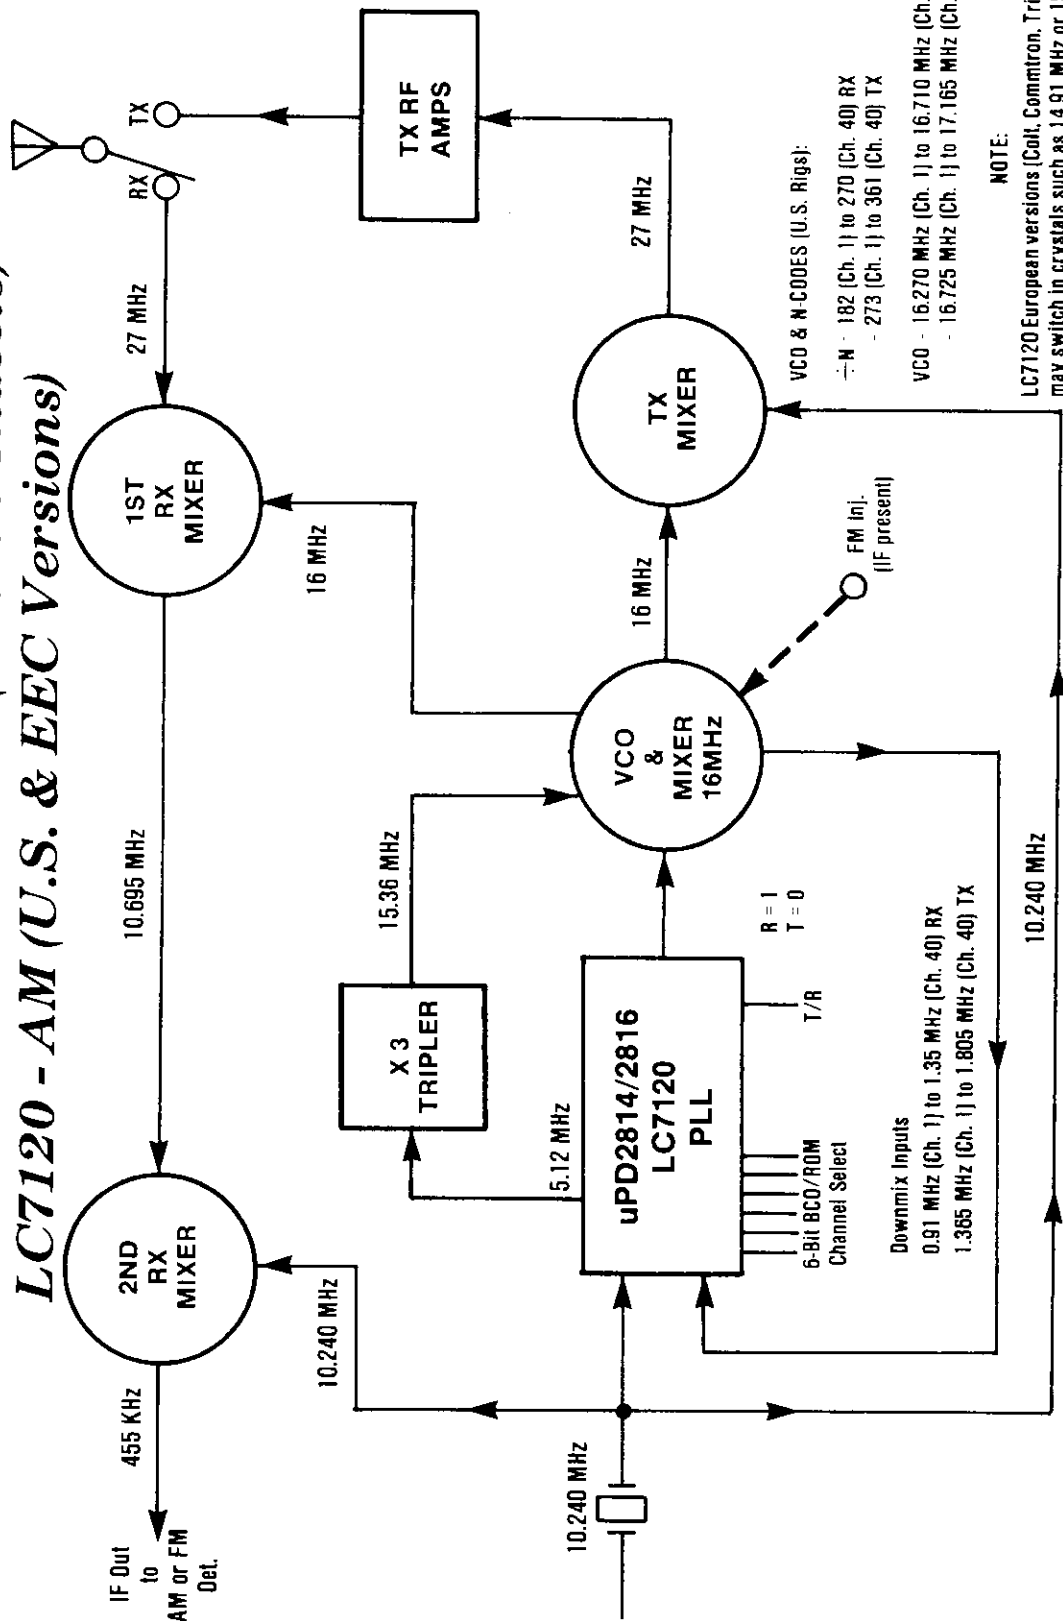 LC7120 - AM (U.S. & EEC Versions)
IF Out
to
AM or FM
Det.
455 KHz
2ND
RX
MIXER
10.695 MHz
1ST
RX
MIXER
27 MHz
RX
TX
10.240 MHz
16 MHz
TX RF
AMPS
X 3
TRIPLER
15.36 MHz
5.12 MHz
10.240 MHz
uPD2814/2816
LC7120
PLL
VCO
&
MIXER
16MHz
16 MHz
TX
MIXER
27 MHz
6-Bit BCD/ROM
Channel Select
T/R
R = 1
T = 0
FM Inj.
(IF present)
Downmix Inputs
0.91 MHz (Ch. 1) to 1.35 MHz (Ch. 40) RX
1.365 MHz (Ch. 1) to 1.805 MHz (Ch. 40) TX
10.240 MHz
VCO & N-CODES (U.S. Rigs):
÷N - 182 (Ch. 1) to 270 (Ch. 40) RX
- 273 (Ch. 1) to 361 (Ch. 40) TX
VCO - 16.270 MHz (Ch. 1) to 16.710 MHz (Ch.
- 16.725 MHz (Ch. 1) to 17.165 MHz (Ch.
NOTE:
LC7120 European versions (Colt, Commtron, Tri
may switch in crystals such as 14.91 MHz or 1